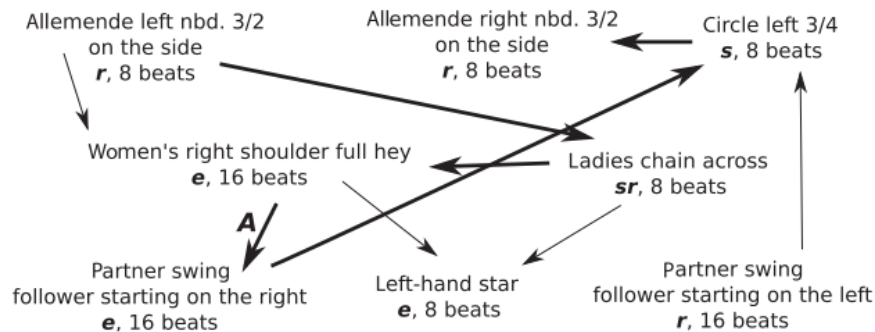 Allemende left nbd. 3/2
on the side
r, 8 beats
Allemende right nbd. 3/2
on the side
r, 8 beats
Circle left 3/4
s, 8 beats
Women's right shoulder full hey
e, 16 beats
Ladies chain across
sr, 8 beats
A
Partner swing
follower starting on the right
e, 16 beats
Left-hand star
e, 8 beats
Partner swing
follower starting on the left
r, 16 beats